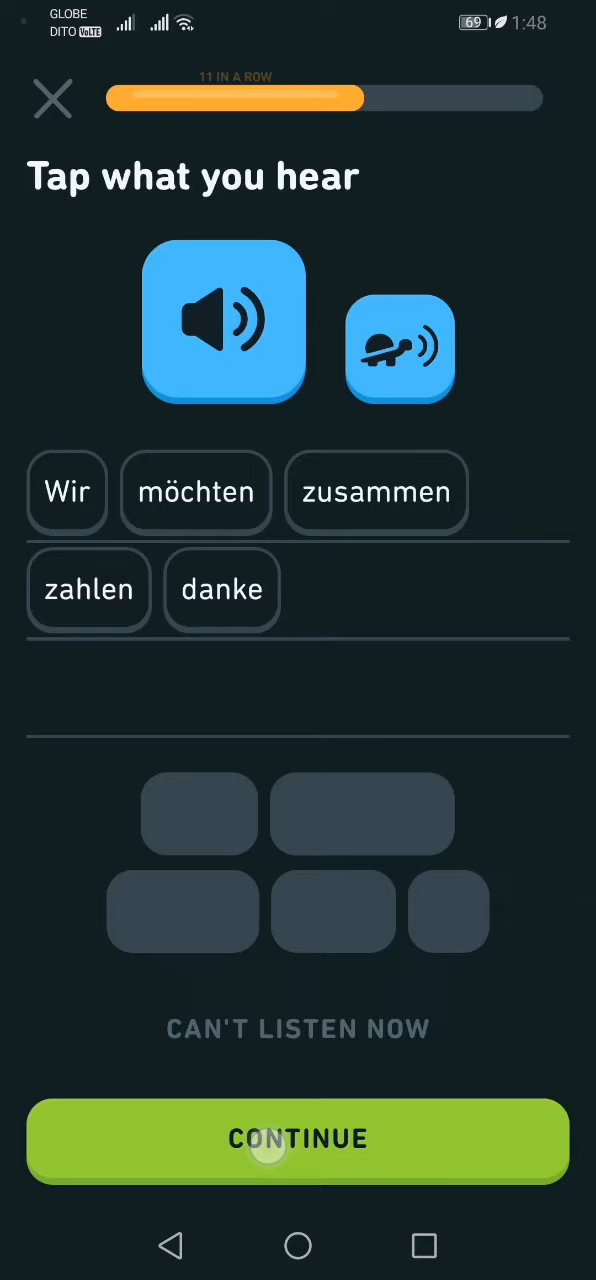 GLOBE
DITO VoLTE
69 1:48
11 IN A ROW
Tap what you hear
Wir möchten zusammen
zahlen danke
CAN'T LISTEN NOW
CONTINUE